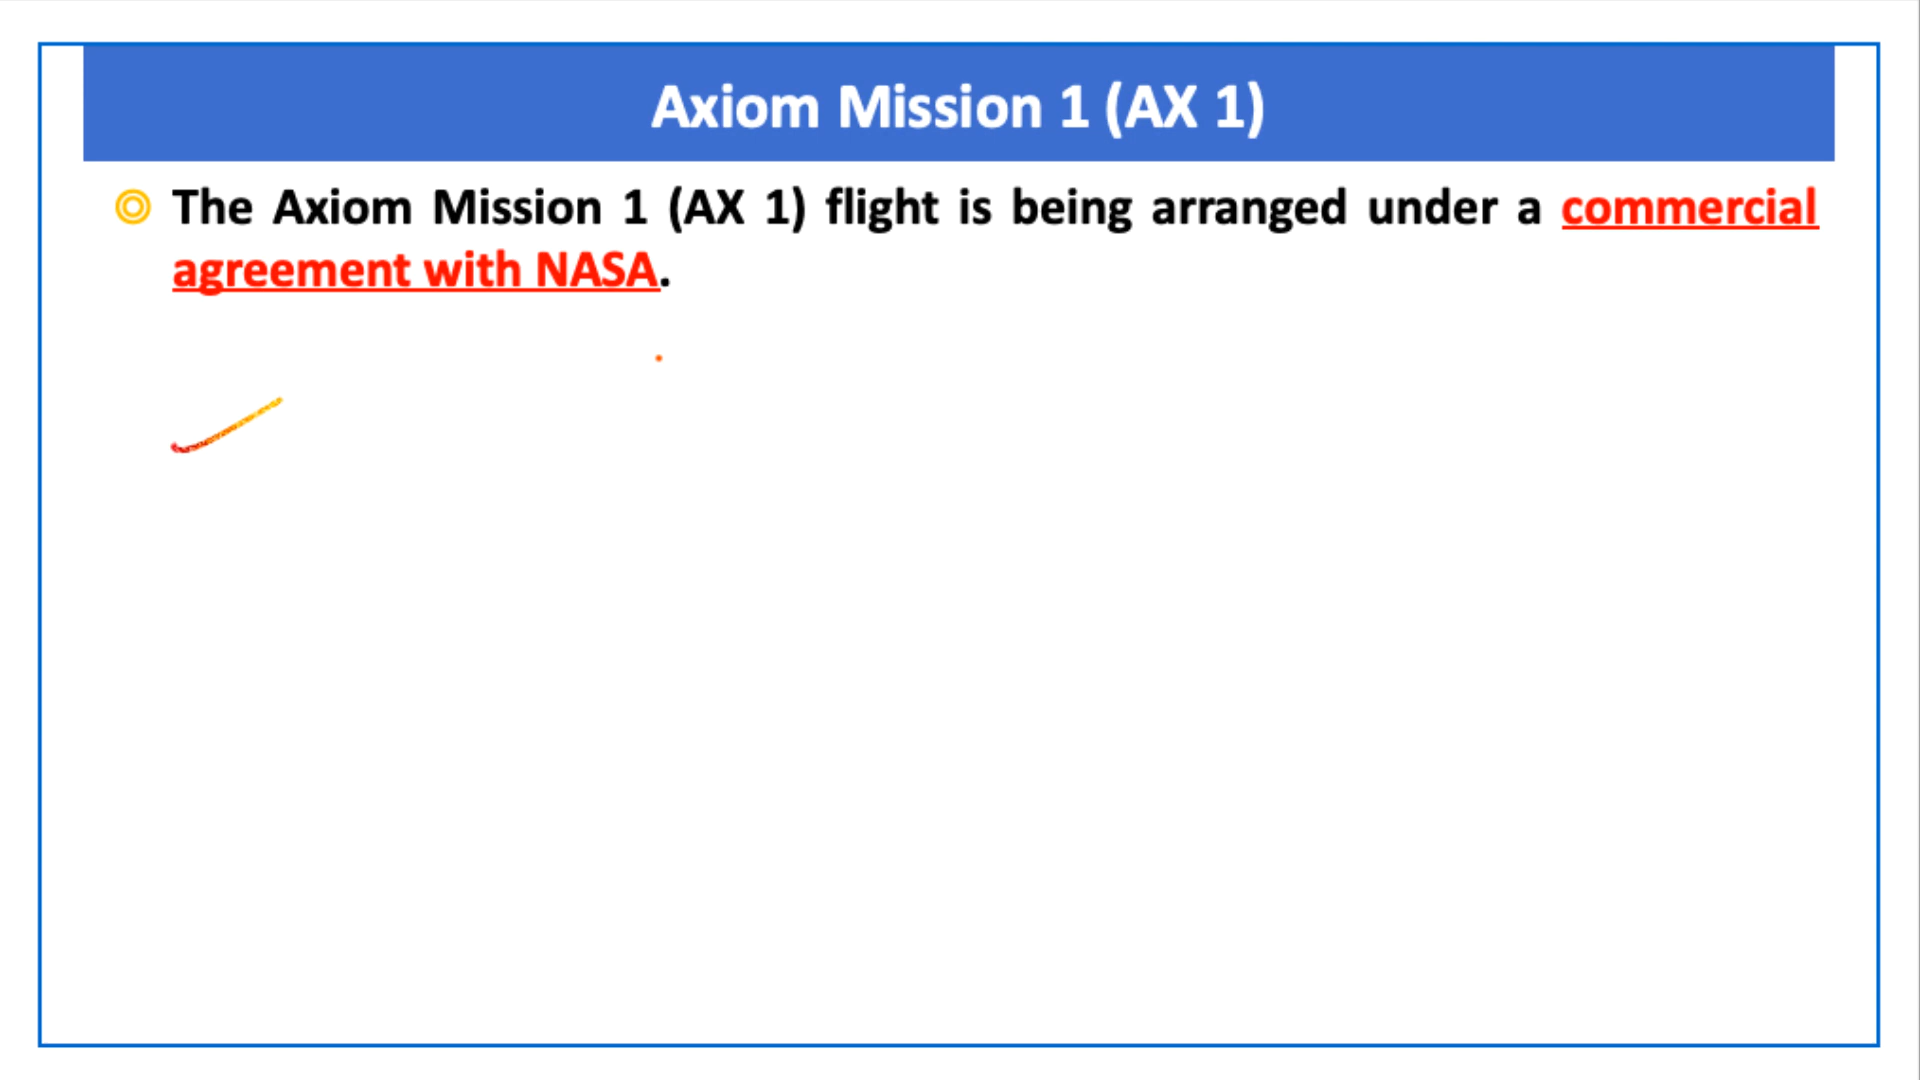 Axiom Mission 1 (AX 1)
The Axiom Mission 1 (AX 1) flight is being arranged under a commercial
agreement with NASA.